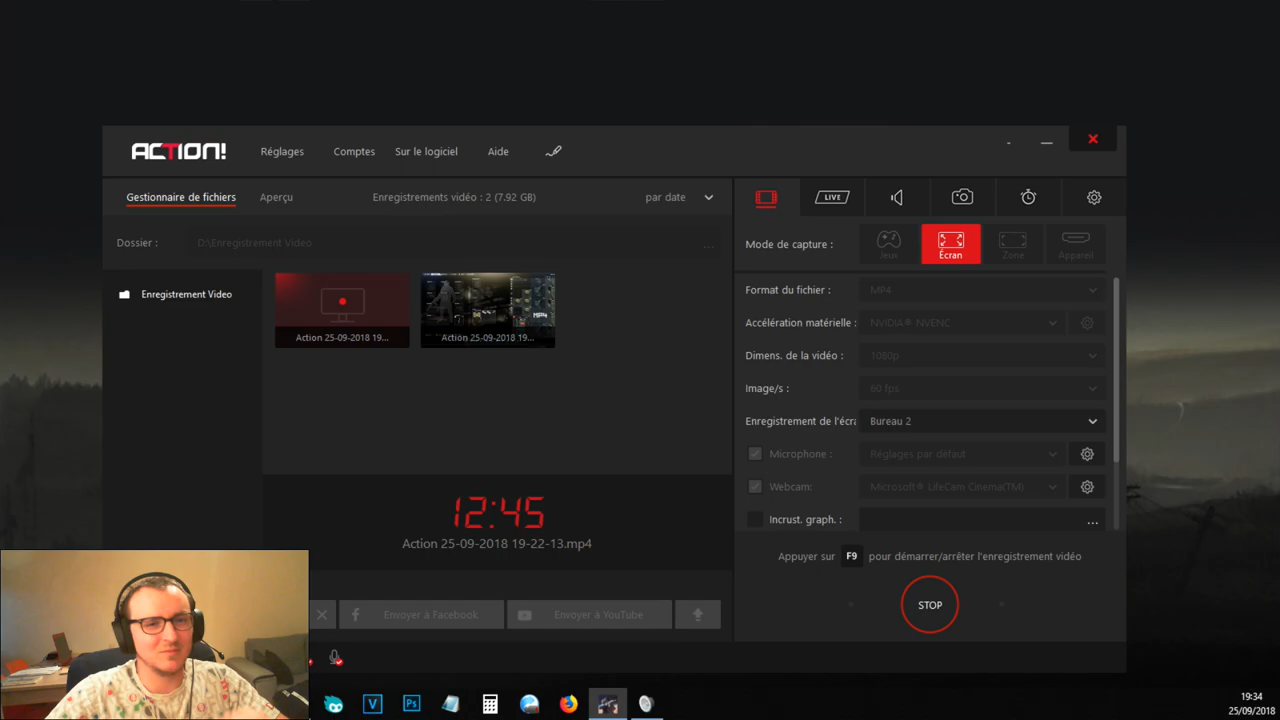 ACTION!
Réglages
Comptes
Sur le logiciel
Aide
Gestionnaire de fichiers
Aperçu
Enregistrements vidéo : 2 (7.92 GB)
par date
LIVE
Dossier :
D:\Enregistrement Video
...
Mode de capture :
Jeux
Écran
Zone
Appareil
Enregistrement Video
Action 25-09-2018 19...
MP4
Action 25-09-2018 19...
Format du fichier :
MP4
Accélération matérielle :
NVIDIA® NVENC
Dimens. de la vidéo :
1080p
Image/s :
60 fps
Enregistrement de l'écra
Bureau 2
Microphone :
Réglages par défaut
Webcam:
Microsoft® LifeCam Cinema(TM)
Incrust. graph. :
...
12:45
Action 25-09-2018 19-22-13.mp4
Appuyer sur F9 pour démarrer/arrêter l'enregistrement vidéo
STOP
Envoyer à Facebook
Envoyer à YouTube
V
Ps
19:34
25/09/2018